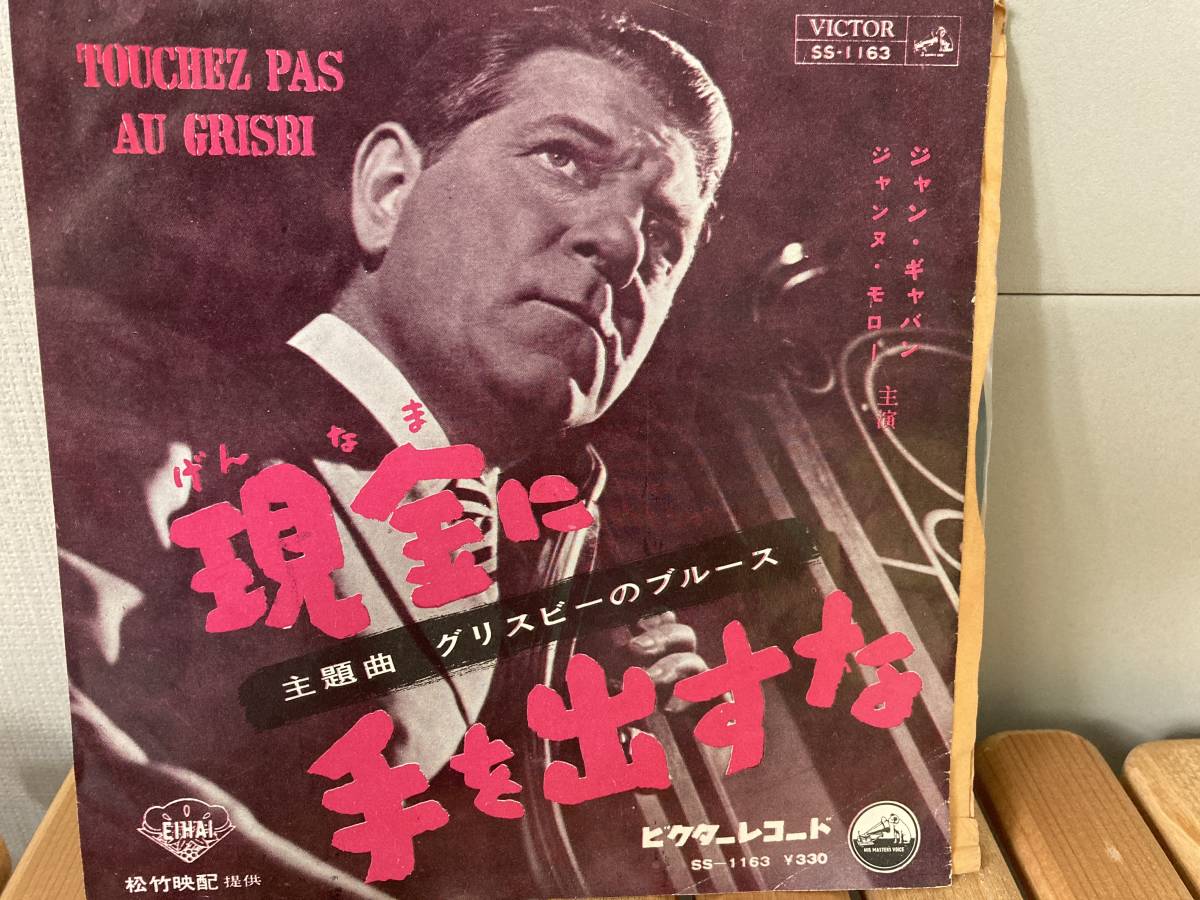 TOUCHEZ PAS
AU GRISBI
VICTOR
SS-1163
ジャン・ギャバン
ジャンヌ・モロー 主演
げんなま
現金に
主題曲 グリスビーのブルース
手を出すな
EIHAI
松竹映配 提供
ビクターレコード
SS-1163 ¥330
HIS MASTER'S VOICE